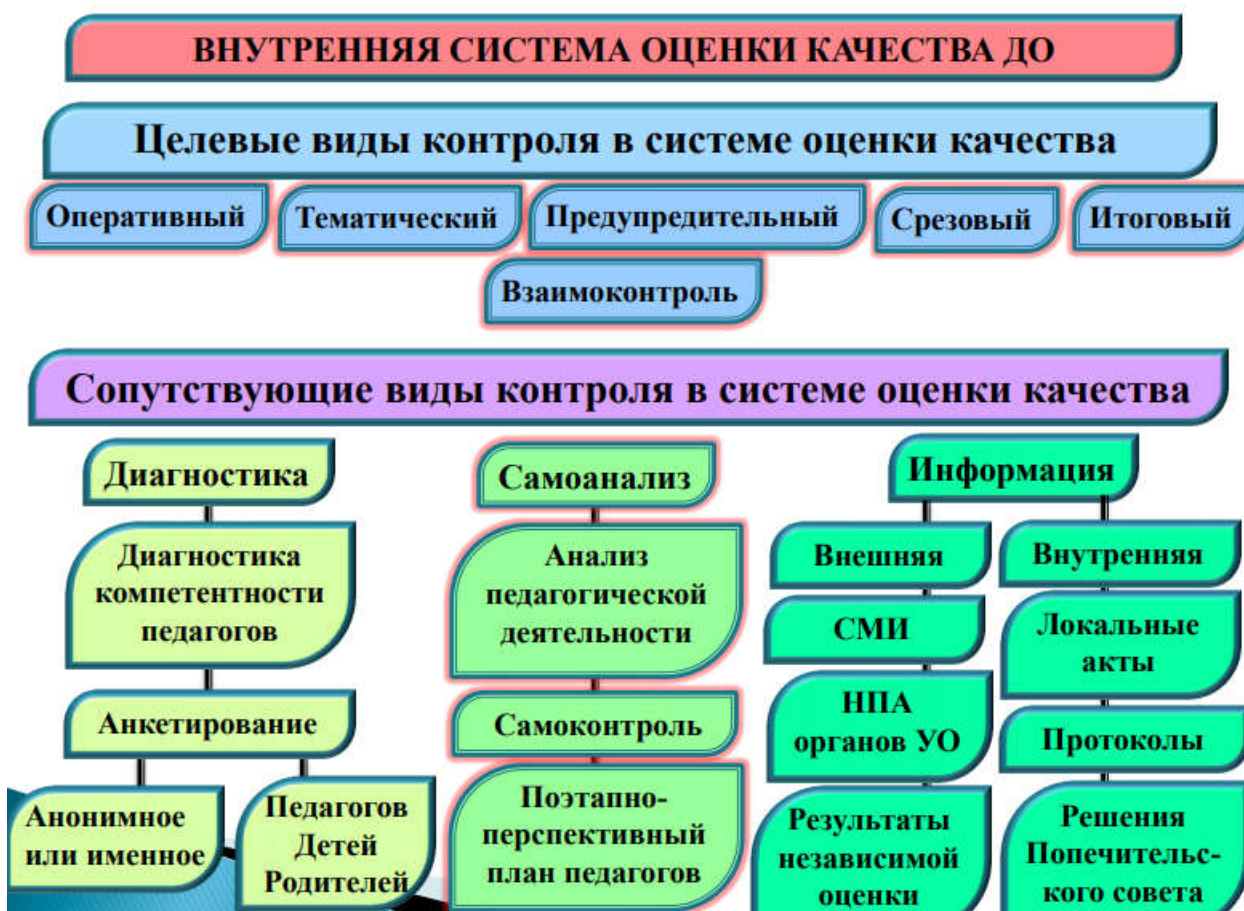 ВНУТРЕННЯЯ СИСТЕМА ОЦЕНКИ КАЧЕСТВА ДО
Целевые виды контроля в системе оценки качества
Оперативный
Тематический
Предупредительный
Срезовый
Итоговый
Взаимоконтроль
Сопутствующие виды контроля в системе оценки качества
Диагностика
Диагностика
компетентности
педагогов
Анкетирование
Анонимное
или именное
Педагогов
Детей
Родителей
Самоанализ
Анализ
педагогической
деятельности
Самоконтроль
Поэтапно-
перспективный
план педагогов
Информация
Внешняя
СМИ
НПА
органов УО
Результаты
независимой
оценки
Внутренняя
Локальные
акты
Протоколы
Решения
Попечительс-
кого совета